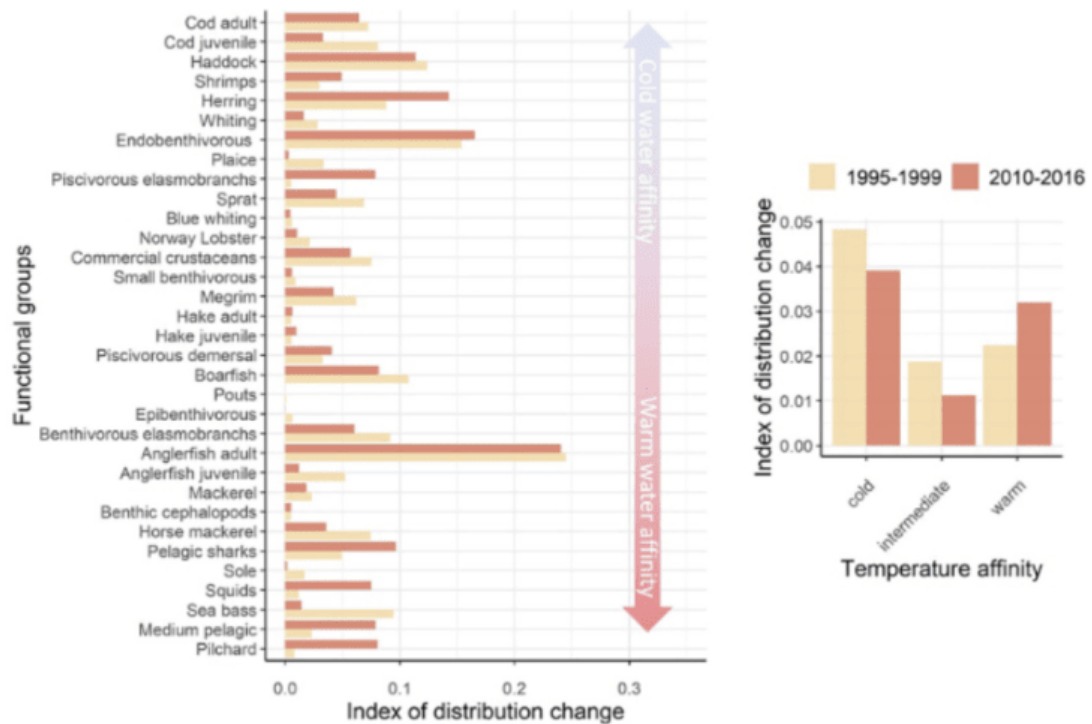 Cod adult
Cod juvenile
Haddock
Shrimps
Herring
Whiting
Endobenthivorous
Plaice
Piscivorous elasmobranchs
Sprat
Blue whiting
Norway Lobster
Commercial crustaceans
Small benthivorous
Megrim
Hake adult
Hake juvenile
Piscivorous demersal
Boarfish
Pouts
Epibenthivorous
Benthivorous elasmobranchs
Anglerfish adult
Anglerfish juvenile
Mackerel
Benthic cephalopods
Horse mackerel
Pelagic sharks
Sole
Squids
Sea bass
Medium pelagic
Pilchard
Functional groups
0.0 0.1 0.2 0.3
Index of distribution change
Cold water affinity
Warm water affinity
1995-1999 2010-2016
Index of distribution change
0.05
0.04
0.03
0.02
0.01
0.00
cold intermediate warm
Temperature affinity